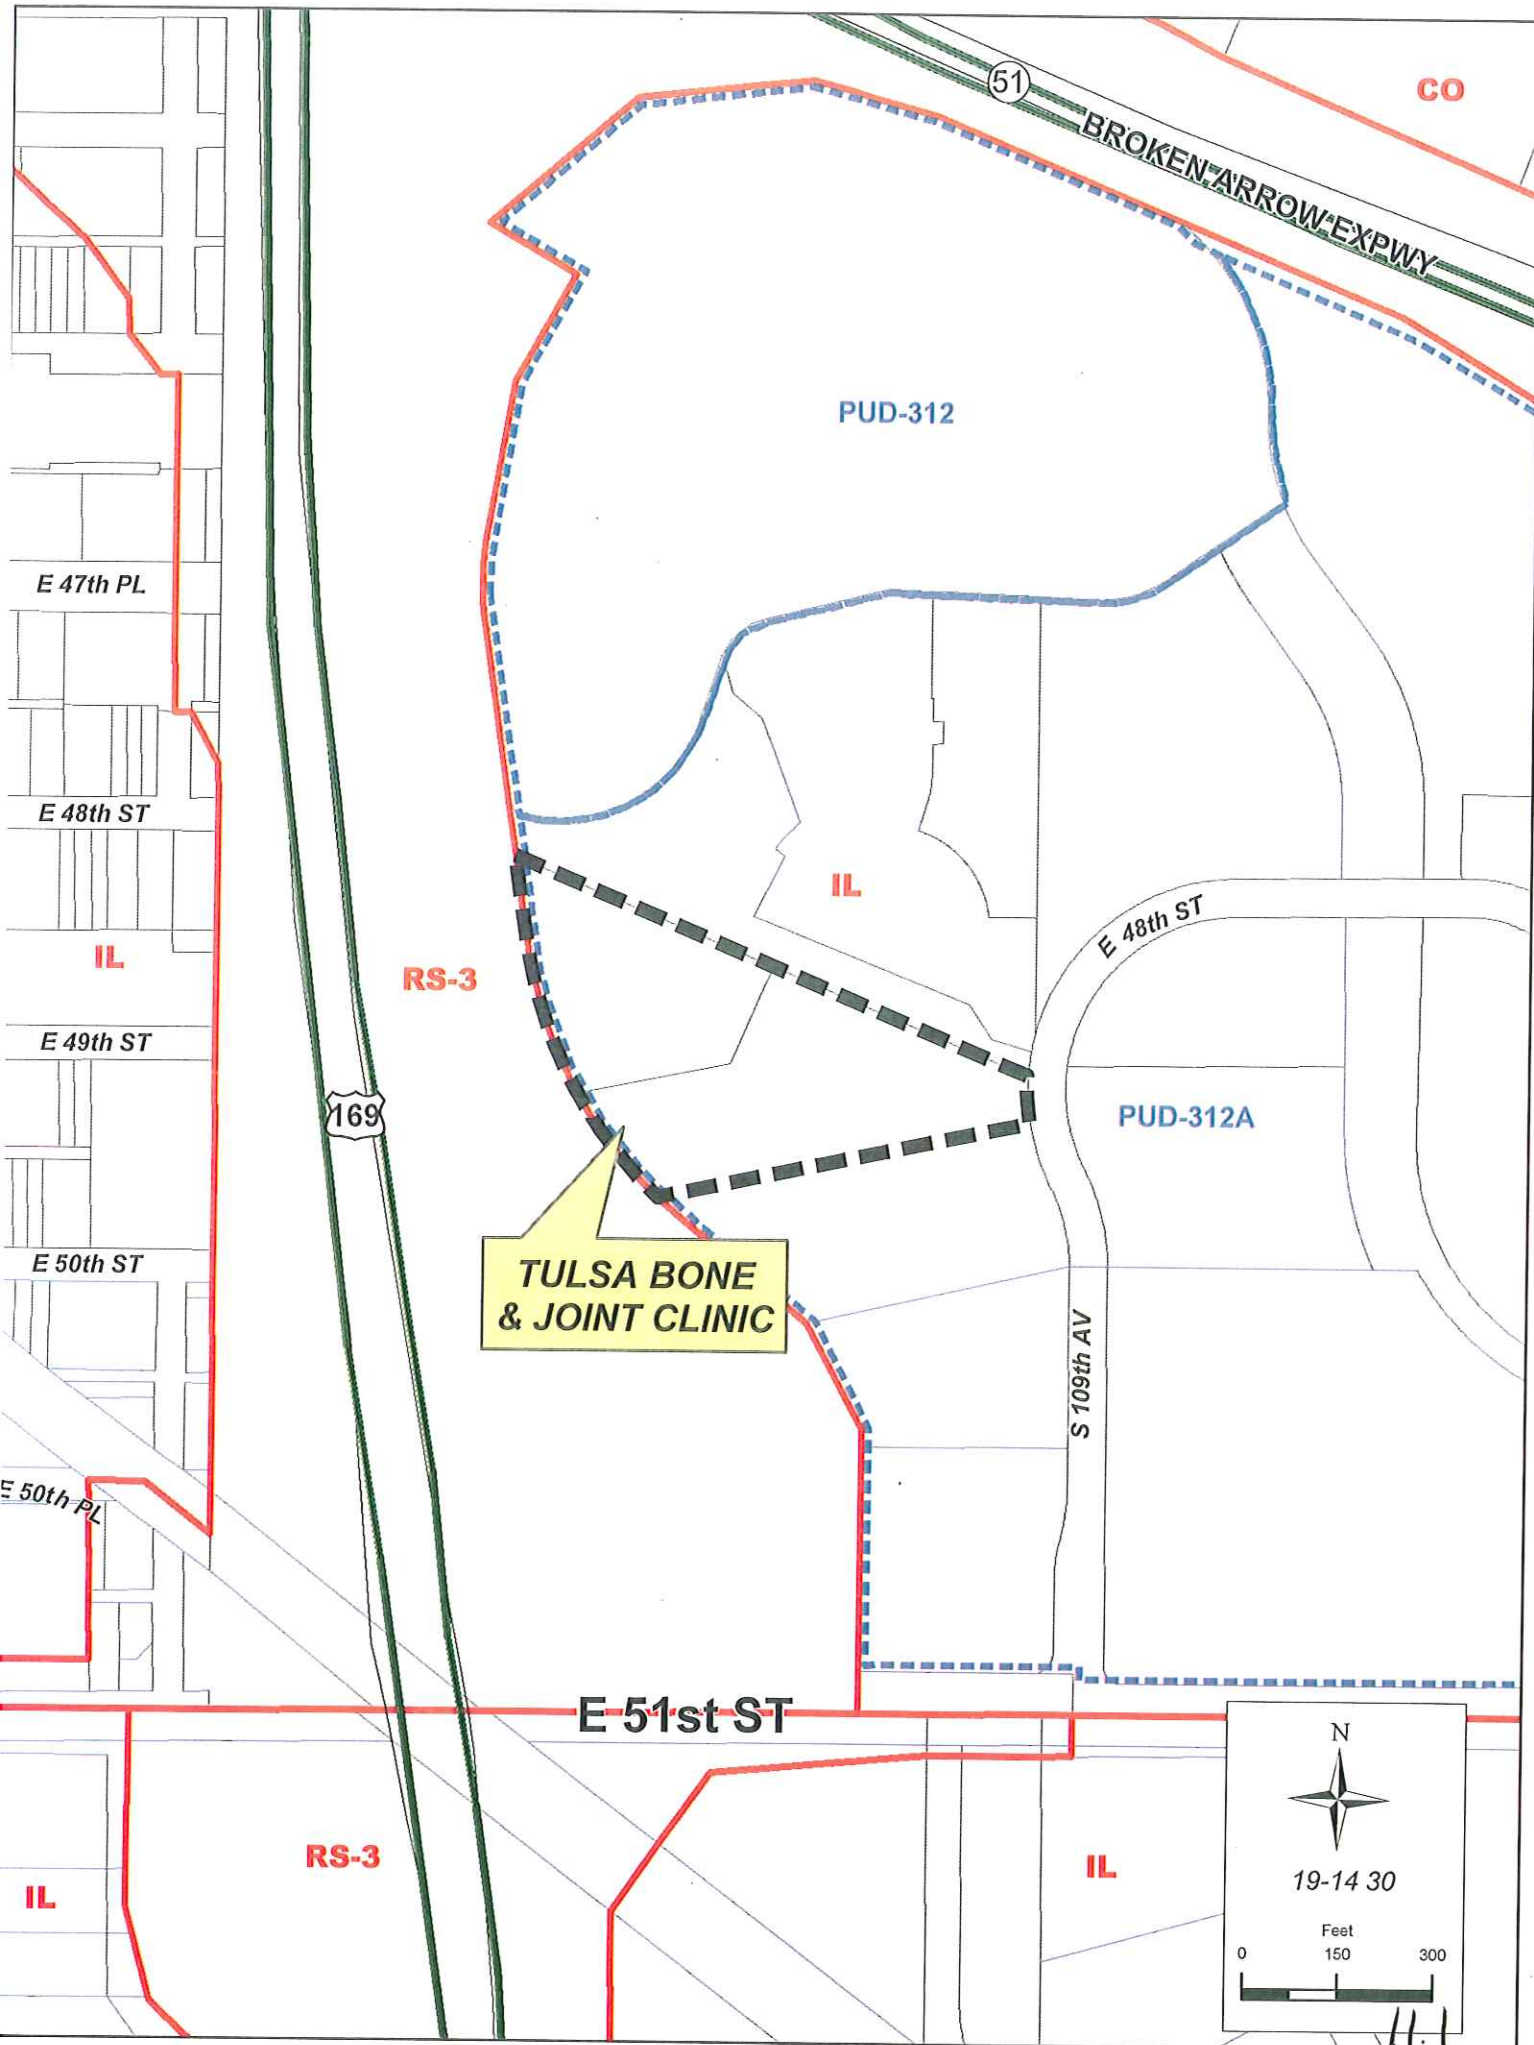 51
CO
BROKEN ARROW EXPWY
PUD-312
E 47th PL
E 48th ST
IL
E 48th ST
IL
RS-3
E 49th ST
169
PUD-312A
E 50th ST
TULSA BONE
& JOINT CLINIC
S 109th AV
E 50th PL
E 51st ST
N
RS-3
IL
IL
19-14 30
Feet
0 150 300
11.1